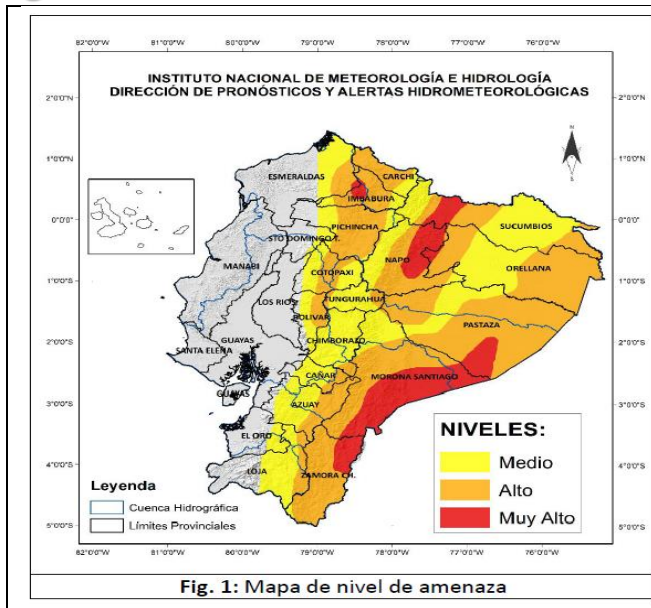 82°0'0"W 81°0'0"W 80°0'0"W 79°0'0"W 78°0'0"W 77°0'0"W 76°0'0"W
INSTITUTO NACIONAL DE METEOROLOGÍA E HIDROLOGÍA
DIRECCIÓN DE PRONÓSTICOS Y ALERTAS HIDROMETEOROLÓGICAS
2°0'0"N 2°0'0"N
1°0'0"N 1°0'0"N
0°0'0" 0°0'0"
1°0'0"S 1°0'0"S
2°0'0"S 2°0'0"S
3°0'0"S 3°0'0"S
4°0'0"S 4°0'0"S
5°0'0"S 5°0'0"S
N
S
ESMERALDAS
CARCHI
IMBABURA
PICHINCHA
SUCUMBIOS
STO DOMINGO T.
NAPO
MANABI
COTOPAXI
ORELLANA
LOS RIOS
TUNGURAHUA
BOLIVAR
PASTAZA
GUAYAS
CHIMBORAZO
SANTA ELENA
CAÑAR
MORONA SANTIAGO
GUAYAS
AZUAY
EL ORO
LOJA
ZAMORA CH.
NIVELES:
Medio
Alto
Muy Alto
Leyenda
Cuenca Hidrográfica
Límites Provinciales
82°0'0"W 81°0'0"W 80°0'0"W 79°0'0"W 78°0'0"W 77°0'0"W 76°0'0"W
Fig. 1: Mapa de nivel de amenaza